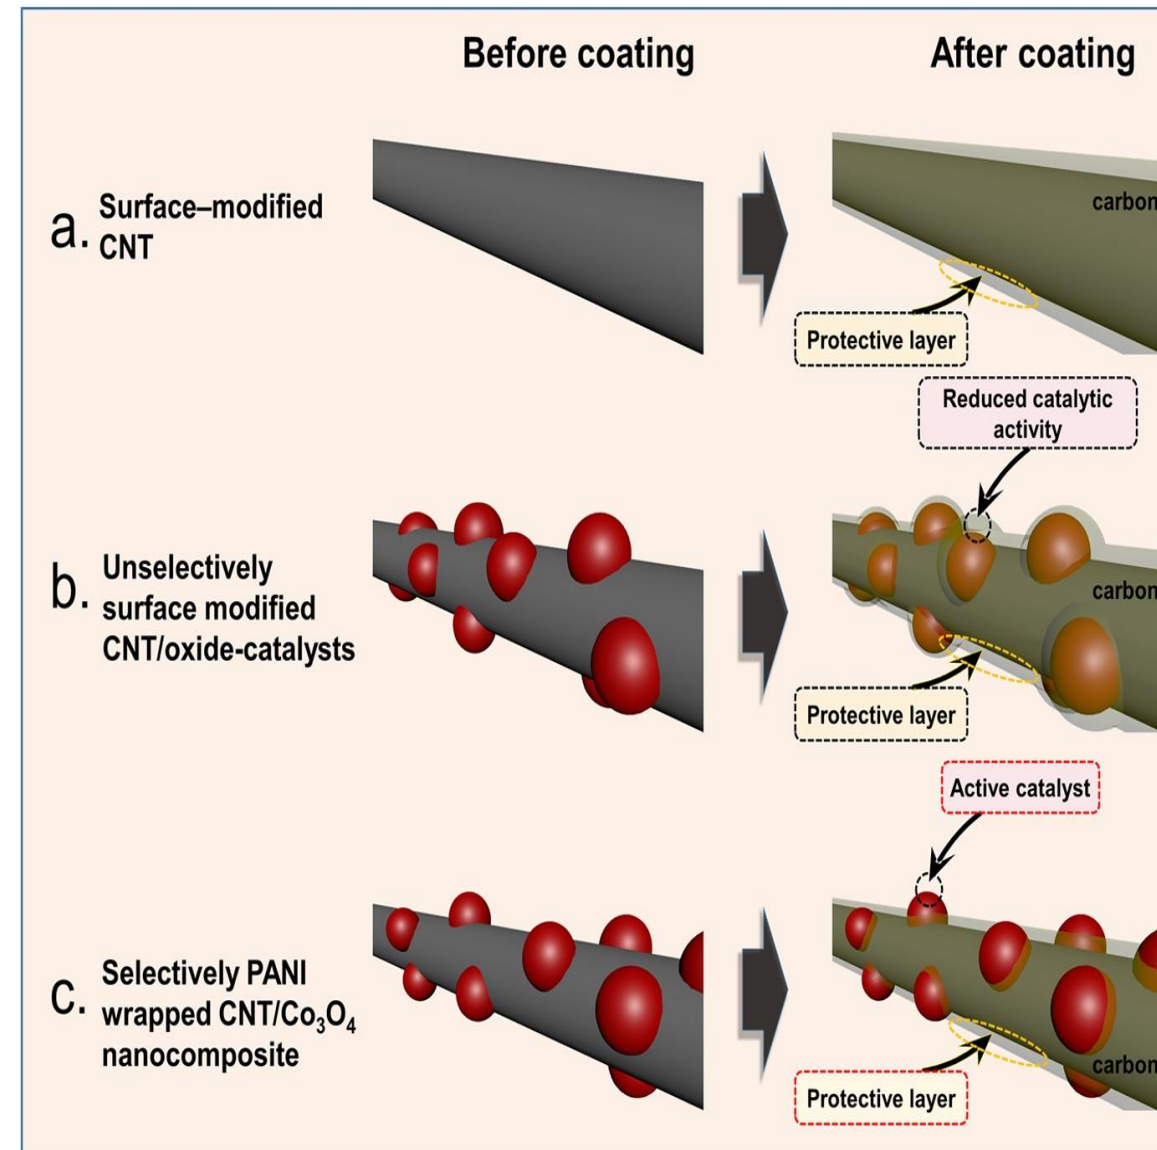 Before coating
After coating
a. Surface–modified
CNT
carbon
Protective layer
Reduced catalytic
activity
b. Unselectively
surface modified
CNT/oxide-catalysts
carbon
Protective layer
Active catalyst
c. Selectively PANI
wrapped CNT/Co₃O₄
nanocomposite
carbon
Protective layer